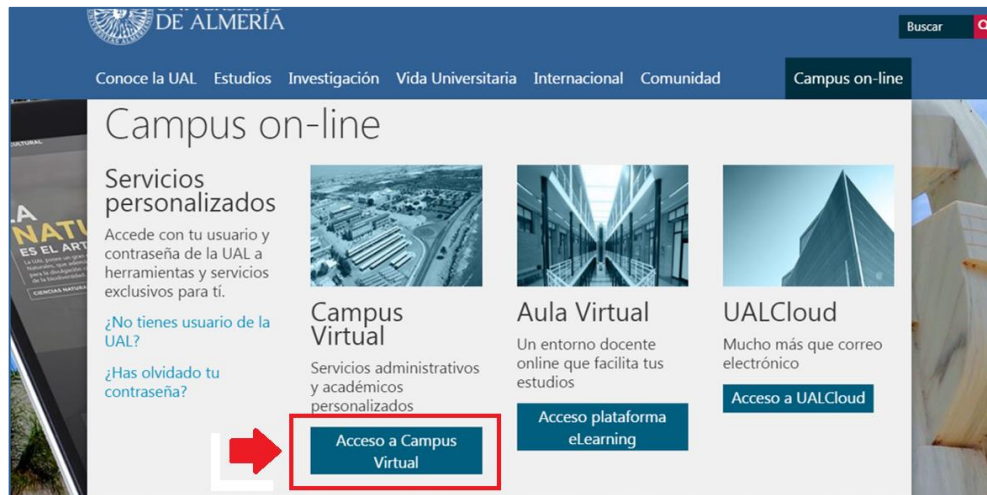 DE ALMERÍA
Buscar
Conoce la UAL Estudios Investigación Vida Universitaria Internacional Comunidad Campus on-line
Campus on-line
Servicios
personalizados
Accede con tu usuario y
contraseña de la UAL a
herramientas y servicios
exclusivos para tí.
¿No tienes usuario de la
UAL?
¿Has olvidado tu
contraseña?
Campus
Virtual
Servicios administrativos
y académicos
personalizados
Acceso a Campus
Virtual
Aula Virtual
Un entorno docente
online que facilita tus
estudios
Acceso plataforma
eLearning
UALCloud
Mucho más que correo
electrónico
Acceso a UALCloud
ES EL ART
CIENCIAS NATURA